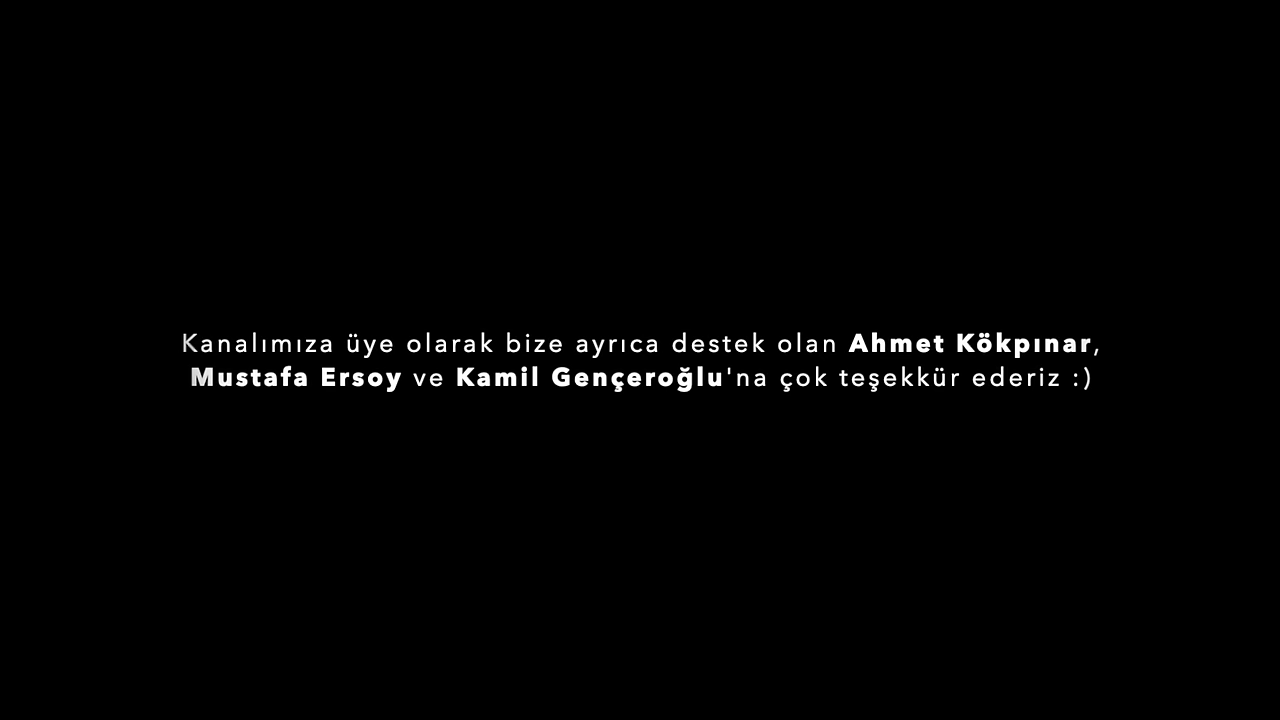 Kanalımıza üye olarak bize ayrıca destek olan Ahmet Kökpınar,
Mustafa Ersoy ve Kamil Gençeroğlu'na çok teşekkür ederiz :)